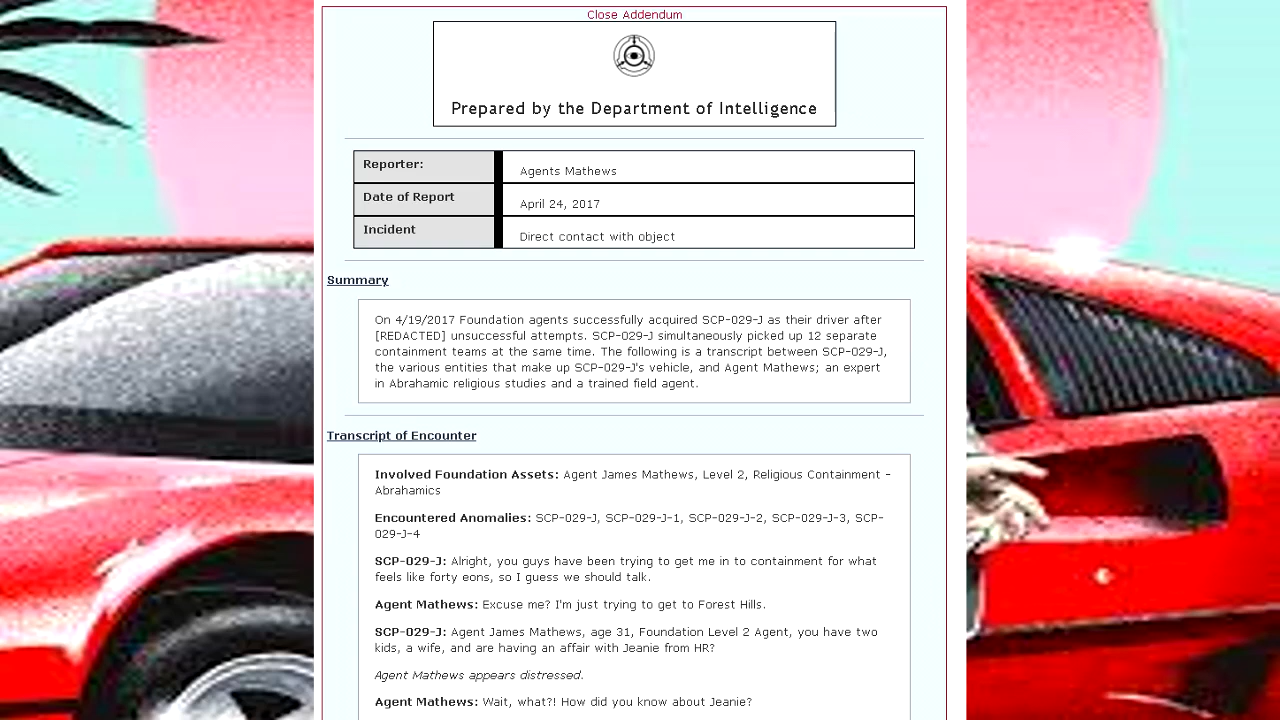 Close Addendum
Prepared by the Department of Intelligence
Reporter:
Agents Mathews
Date of Report
April 24, 2017
Incident
Direct contact with object
Summary
On 4/19/2017 Foundation agents successfully acquired SCP-029-J as their driver after
[REDACTED] unsuccessful attempts. SCP-029-J simultaneously picked up 12 separate
containment teams at the same time. The following is a transcript between SCP-029-J,
the various entities that make up SCP-029-J's vehicle, and Agent Mathews; an expert
in Abrahamic religious studies and a trained field agent.
Transcript of Encounter
Involved Foundation Assets: Agent James Mathews, Level 2, Religious Containment -
Abrahamics
Encountered Anomalies: SCP-029-J, SCP-029-J-1, SCP-029-J-2, SCP-029-J-3, SCP-
029-J-4
SCP-029-J: Alright, you guys have been trying to get me in to containment for what
feels like forty eons, so I guess we should talk.
Agent Mathews: Excuse me? I'm just trying to get to Forest Hills.
SCP-029-J: Agent James Mathews, age 31, Foundation Level 2 Agent, you have two
kids, a wife, and are having an affair with Jeanie from HR?
Agent Mathews appears distressed.
Agent Mathews: Wait, what?! How did you know about Jeanie?